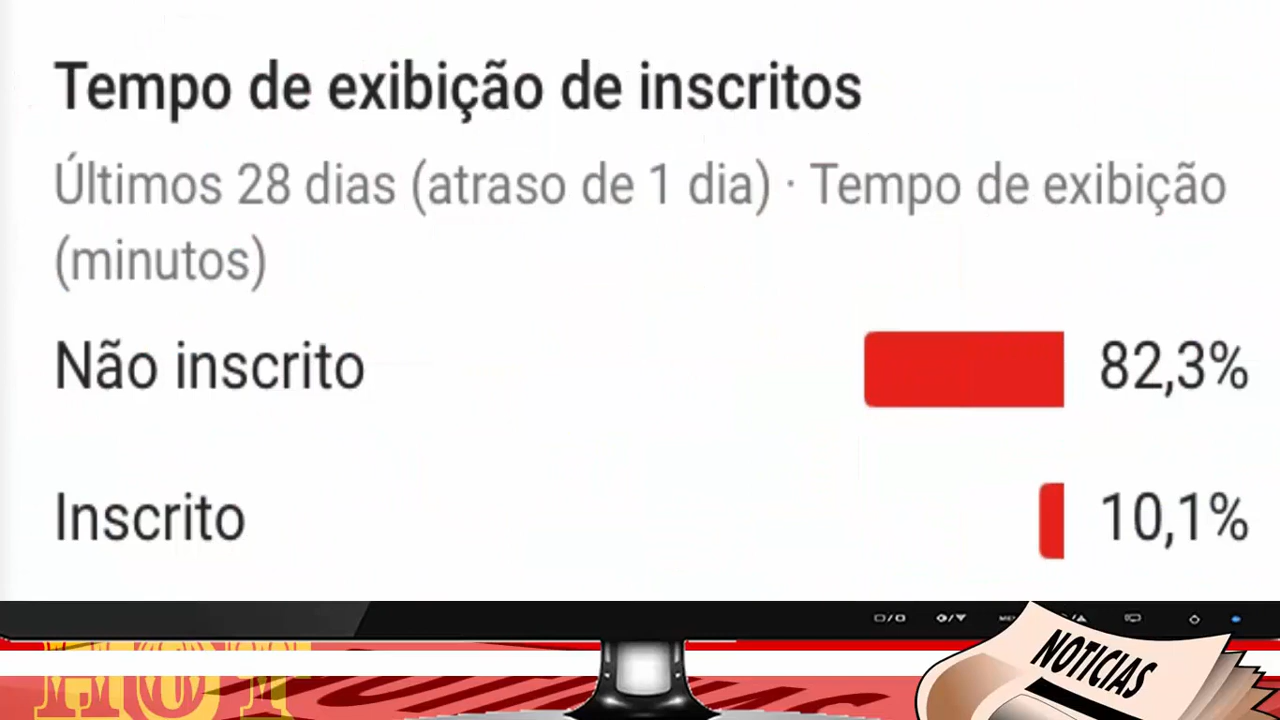 Tempo de exibição de inscritos
Últimos 28 dias (atraso de 1 dia) · Tempo de exibição
(minutos)
Não inscrito 82,3%
Inscrito 10,1%
NOTICIAS
HOT